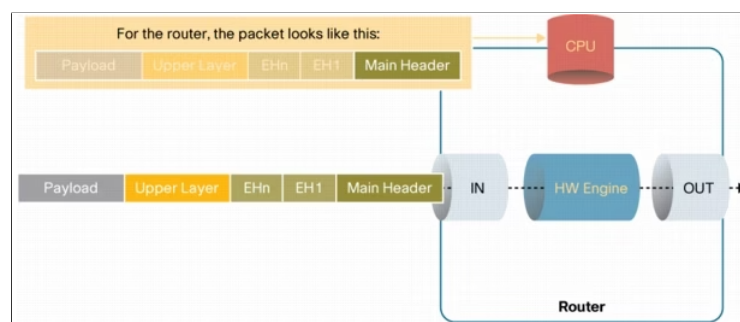 For the router, the packet looks like this:
CPU
Payload Upper Layer EHn EH1 Main Header
Payload Upper Layer EHn EH1 Main Header IN HW Engine OUT
Router